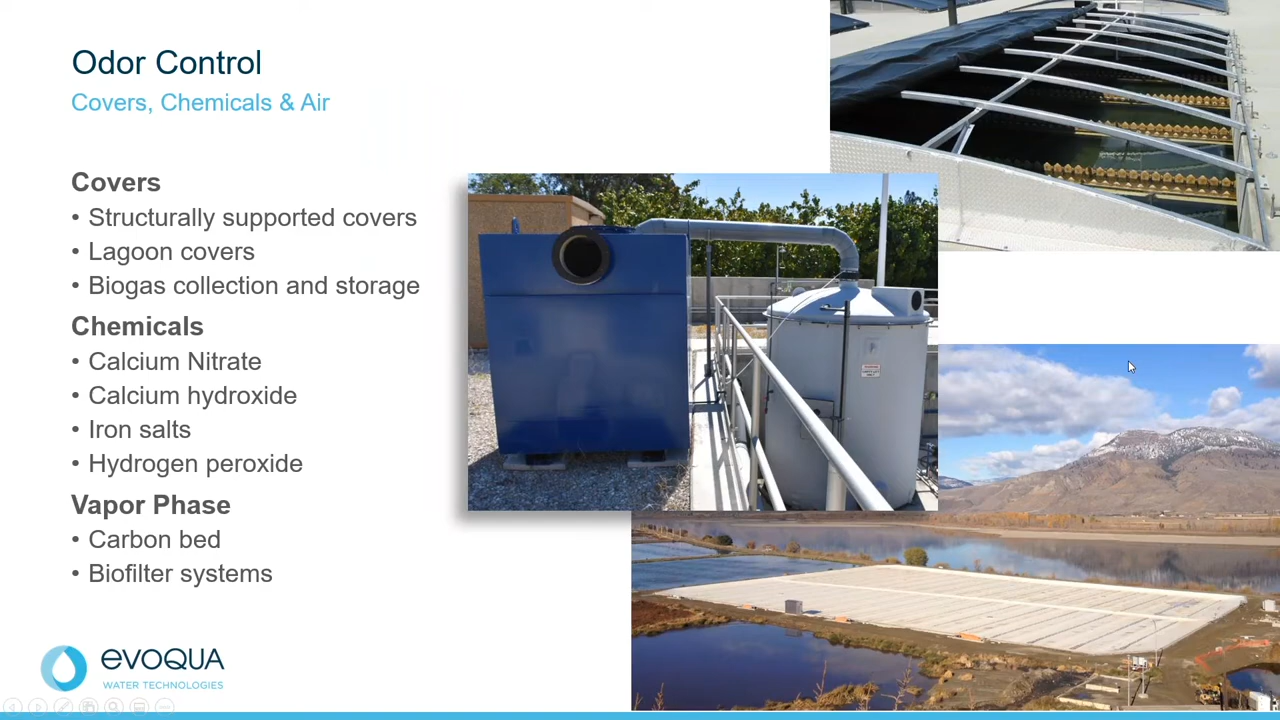 Odor Control
Covers, Chemicals & Air
Covers
• Structurally supported covers
• Lagoon covers
• Biogas collection and storage
Chemicals
• Calcium Nitrate
• Calcium hydroxide
• Iron salts
• Hydrogen peroxide
Vapor Phase
• Carbon bed
• Biofilter systems
evoQUA
WATER TECHNOLOGIES